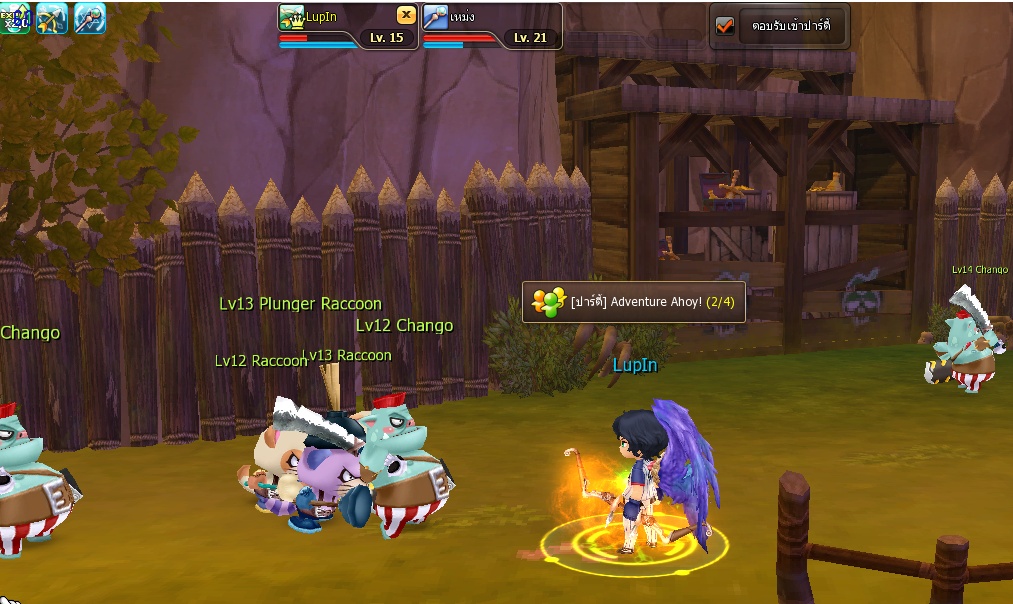 EXP
x20
LupIn
เหม่ง
Lv. 15
Lv. 21
ตอบรับเข้าปาร์ตี้
Lv14 Chango
Lv13 Plunger Raccoon
[ปาร์ตี้] Adventure Ahoy! (2/4)
Chango
Lv12 Chango
Lv12 Raccoon
Lv13 Raccoon
LupIn